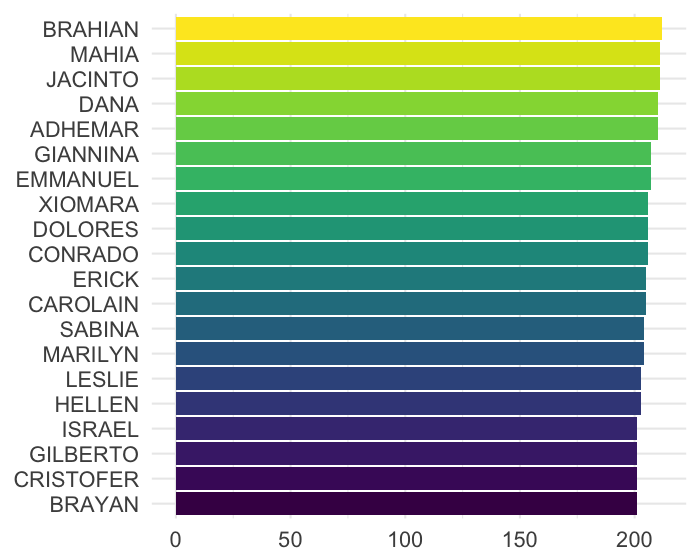 BRAHIAN
MAHIA
JACINTO
DANA
ADHEMAR
GIANNINA
EMMANUEL
XIOMARA
DOLORES
CONRADO
ERICK
CAROLAIN
SABINA
MARILYN
LESLIE
HELLEN
ISRAEL
GILBERTO
CRISTOFER
BRAYAN
0 50 100 150 200